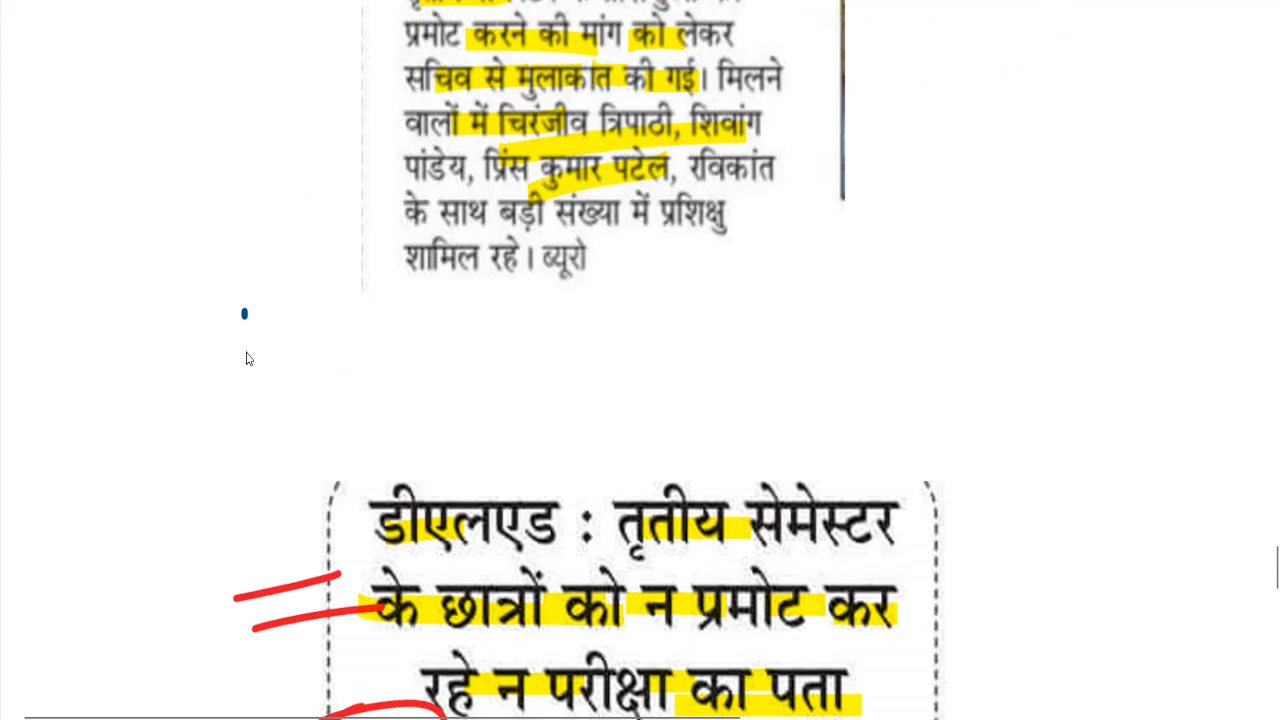 प्रमोट करने की मांग को लेकर
सचिव से मुलाकात की गई। मिलने
वालों में चिरंजीव त्रिपाठी, शिवांग
पांडेय, प्रिंस कुमार पटेल, रविकांत
के साथ बड़ी संख्या में प्रशिक्षु
शामिल रहे। ब्यूरो
डीएलएड : तृतीय सेमेस्टर
के छात्रों को न प्रमोट कर
रहे न परीक्षा का पता